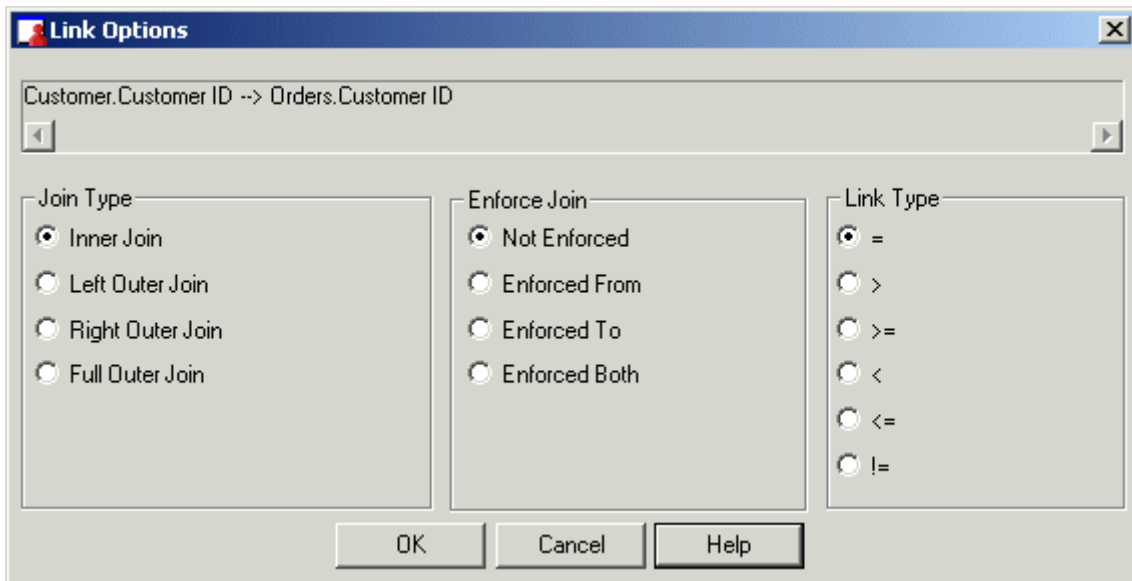 Link Options
Customer.Customer ID --> Orders.Customer ID
Join Type
Inner Join
Left Outer Join
Right Outer Join
Full Outer Join
Enforce Join
Not Enforced
Enforced From
Enforced To
Enforced Both
Link Type
=
>
>=
<
<=
!=
OK
Cancel
Help